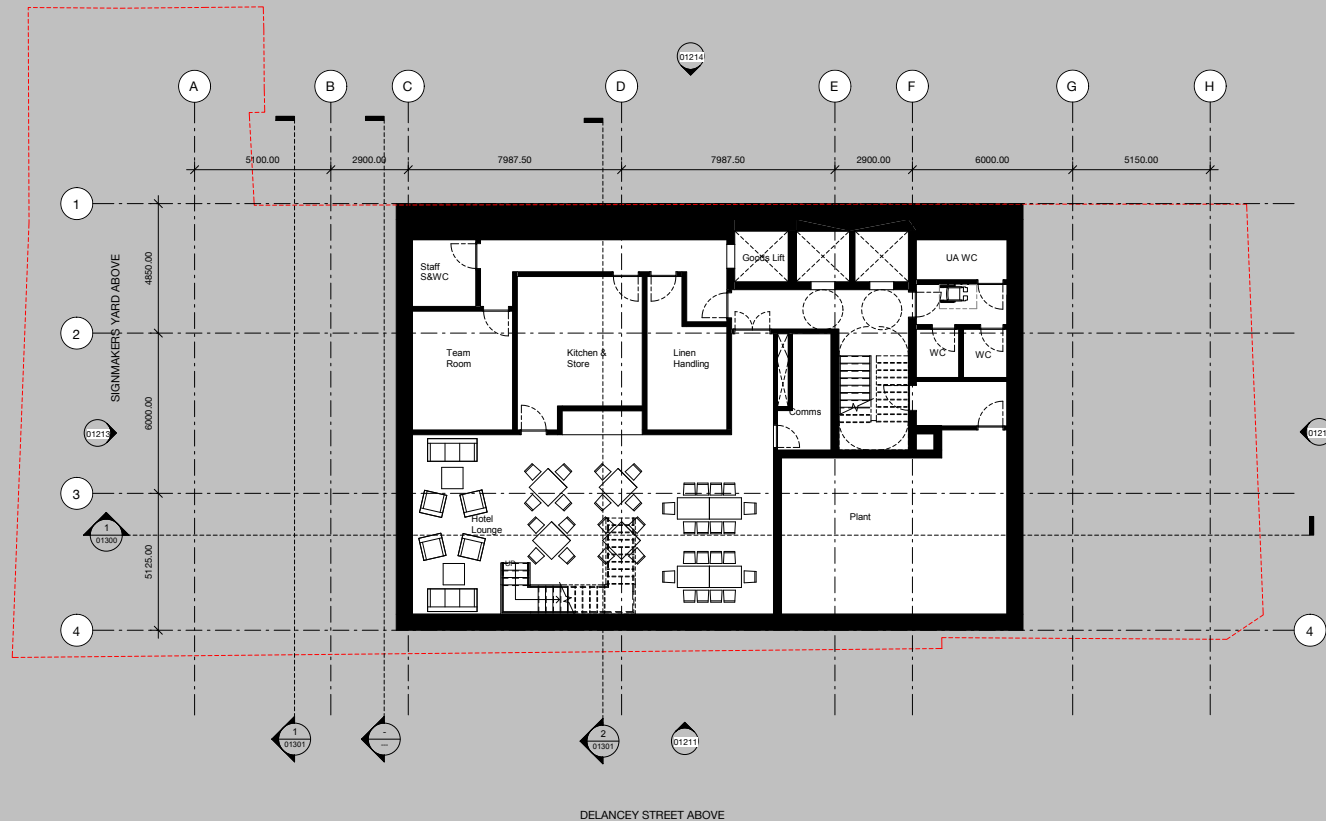 01214
A
B
C
D
E
F
G
H
5100.00
2900.00
7987.50
7987.50
2900.00
6000.00
5150.00
1
2
3
4
4
4850.00
6000.00
5125.00
SIGNMAKERS YARD ABOVE
Staff
S&WC
Goods Lift
UA WC
Team
Room
Kitchen &
Store
Linen
Handling
WC
WC
Comms
01213
0121
Hotel
Lounge
Plant
UP
1
01300
1
01301
-
---
2
01301
01211
DELANCEY STREET ABOVE